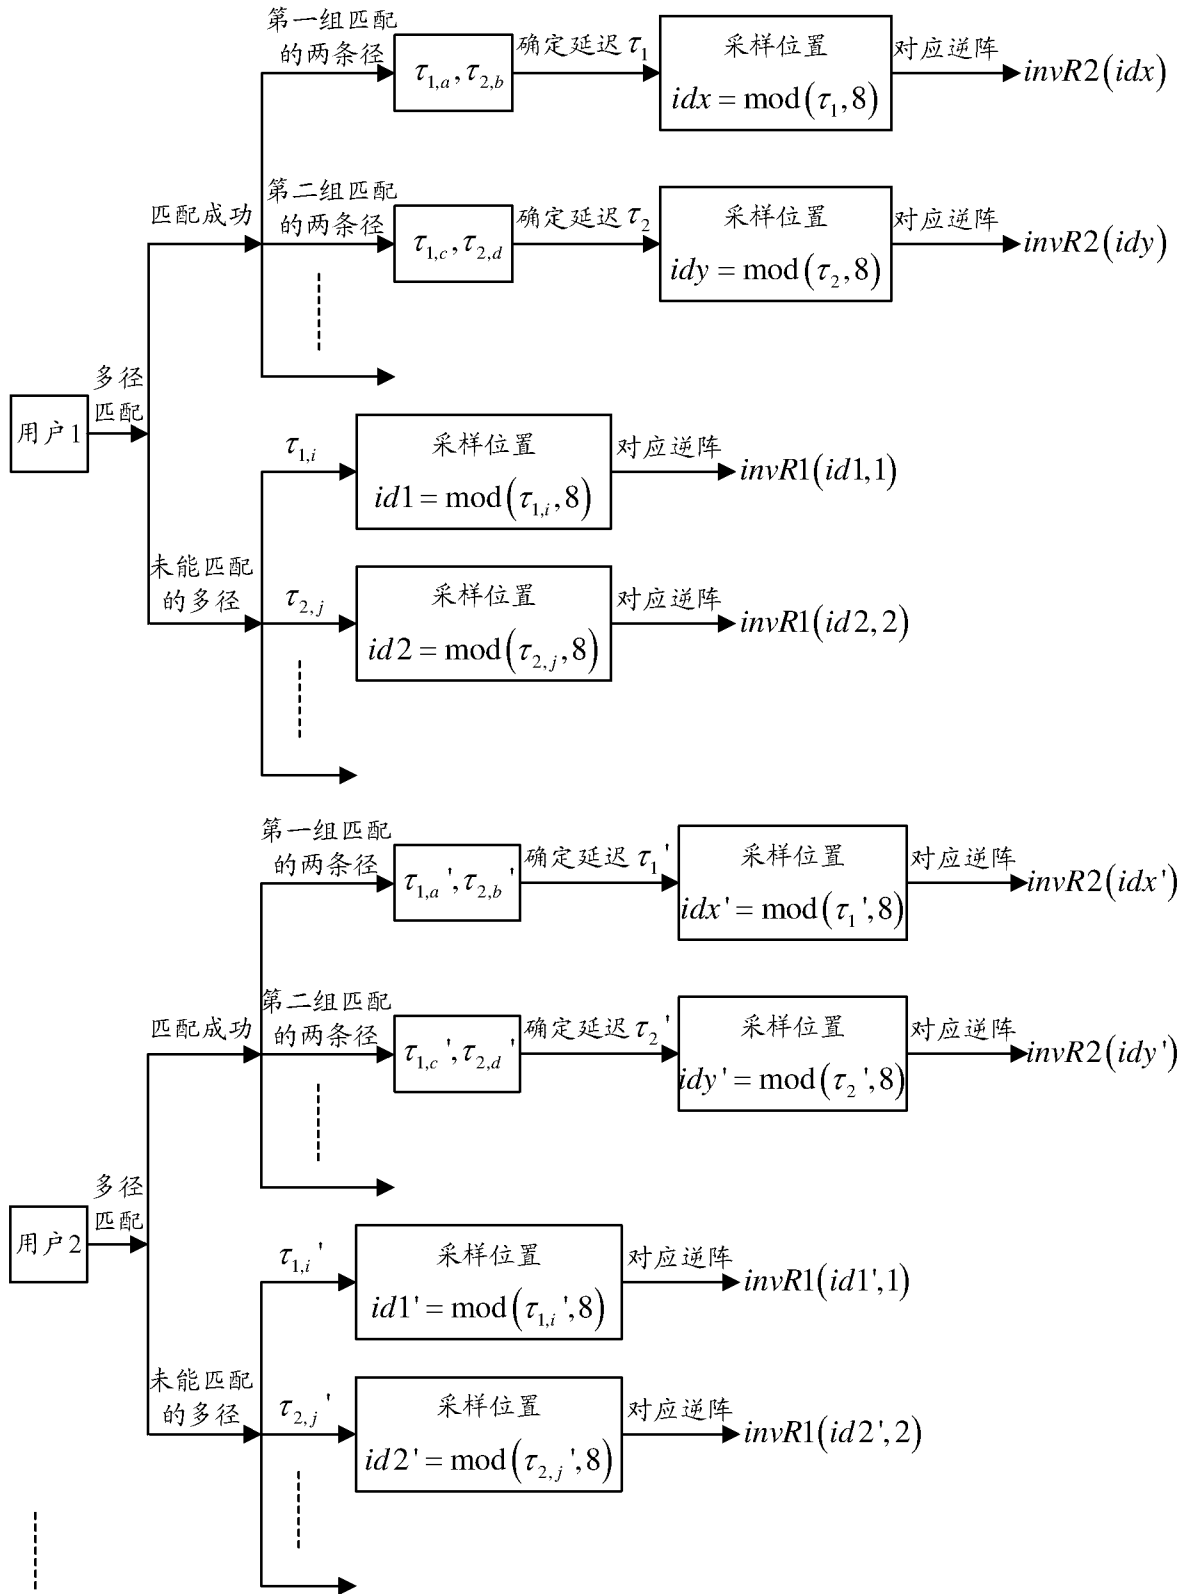 用户1
多径
匹配
匹配成功
第一组匹配
的两条径
τ1,a, τ2,b
确定延迟 τ1
采样位置
idx = mod(τ1,8)
对应逆阵
invR2(idx)
第二组匹配
的两条径
τ1,c, τ2,d
确定延迟 τ2
采样位置
idy = mod(τ2,8)
对应逆阵
invR2(idy)
未能匹配
的多径
τ1,i
采样位置
id1 = mod(τ1,i,8)
对应逆阵
invR1(id1,1)
τ2,j
采样位置
id2 = mod(τ2,j,8)
对应逆阵
invR1(id2,2)
用户2
多径
匹配
匹配成功
第一组匹配
的两条径
τ1,a', τ2,b'
确定延迟 τ1'
采样位置
idx' = mod(τ1',8)
对应逆阵
invR2(idx')
第二组匹配
的两条径
τ1,c', τ2,d'
确定延迟 τ2'
采样位置
idy' = mod(τ2',8)
对应逆阵
invR2(idy')
未能匹配
的多径
τ1,i'
采样位置
id1' = mod(τ1,i',8)
对应逆阵
invR1(id1',1)
τ2,j'
采样位置
id2' = mod(τ2,j',8)
对应逆阵
invR1(id2',2)